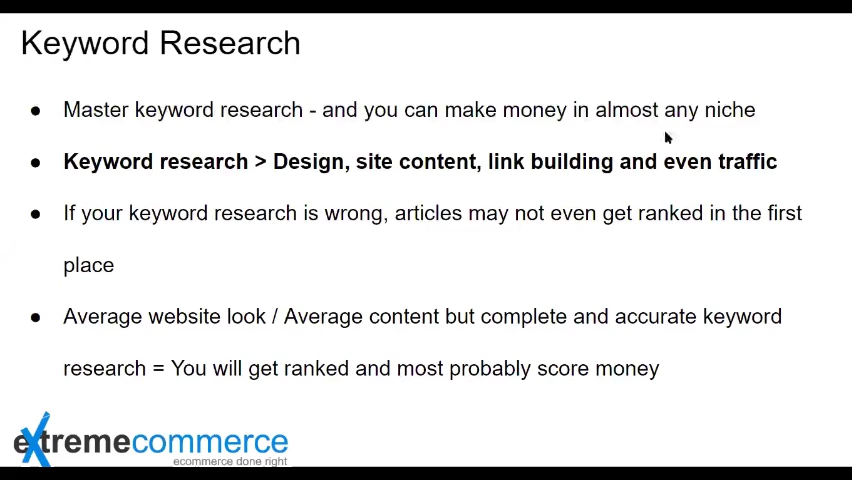 Keyword Research
● Master keyword research - and you can make money in almost any niche
● Keyword research > Design, site content, link building and even traffic
● If your keyword research is wrong, articles may not even get ranked in the first
place
● Average website look / Average content but complete and accurate keyword
research = You will get ranked and most probably score money
extremecommerce
ecommerce done right